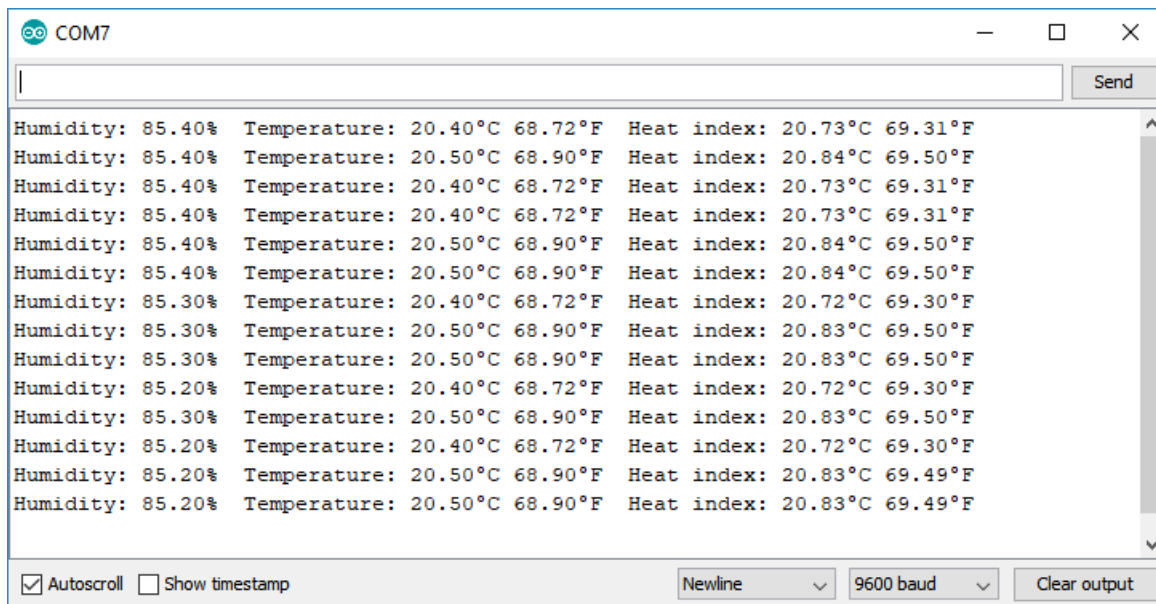 COM7
Send
Humidity: 85.40%  Temperature: 20.40°C 68.72°F  Heat index: 20.73°C 69.31°F
Humidity: 85.40%  Temperature: 20.50°C 68.90°F  Heat index: 20.84°C 69.50°F
Humidity: 85.40%  Temperature: 20.40°C 68.72°F  Heat index: 20.73°C 69.31°F
Humidity: 85.40%  Temperature: 20.40°C 68.72°F  Heat index: 20.73°C 69.31°F
Humidity: 85.40%  Temperature: 20.50°C 68.90°F  Heat index: 20.84°C 69.50°F
Humidity: 85.40%  Temperature: 20.50°C 68.90°F  Heat index: 20.84°C 69.50°F
Humidity: 85.30%  Temperature: 20.40°C 68.72°F  Heat index: 20.72°C 69.30°F
Humidity: 85.30%  Temperature: 20.50°C 68.90°F  Heat index: 20.83°C 69.50°F
Humidity: 85.30%  Temperature: 20.50°C 68.90°F  Heat index: 20.83°C 69.50°F
Humidity: 85.20%  Temperature: 20.40°C 68.72°F  Heat index: 20.72°C 69.30°F
Humidity: 85.30%  Temperature: 20.50°C 68.90°F  Heat index: 20.83°C 69.50°F
Humidity: 85.20%  Temperature: 20.40°C 68.72°F  Heat index: 20.72°C 69.30°F
Humidity: 85.20%  Temperature: 20.50°C 68.90°F  Heat index: 20.83°C 69.49°F
Humidity: 85.20%  Temperature: 20.50°C 68.90°F  Heat index: 20.83°C 69.49°F
Autoscroll Show timestamp Newline 9600 baud Clear output